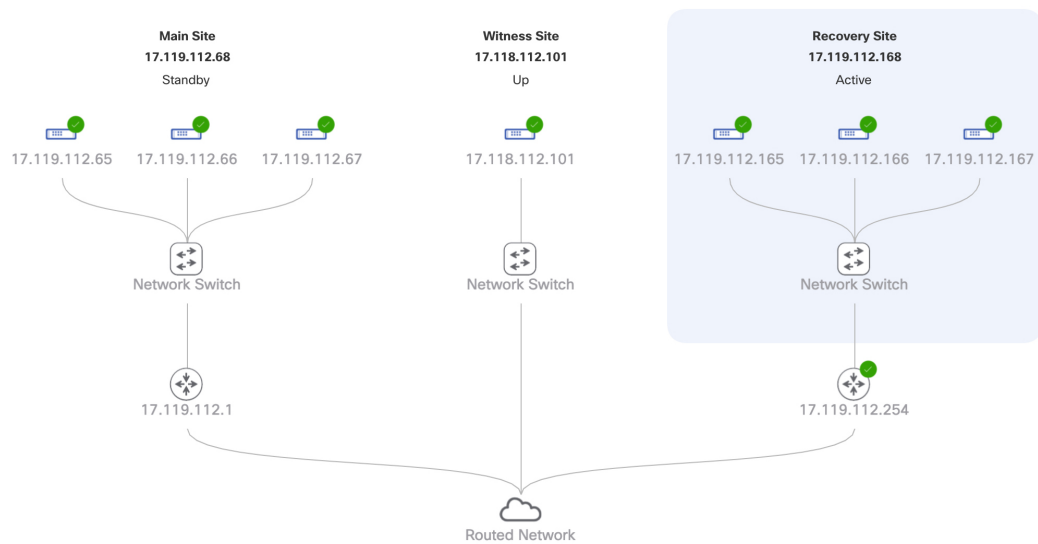 Main Site
17.119.112.68
Standby
Witness Site
17.118.112.101
Up
Recovery Site
17.119.112.168
Active
17.119.112.65
17.119.112.66
17.119.112.67
17.118.112.101
17.119.112.165
17.119.112.166
17.119.112.167
Network Switch
Network Switch
Network Switch
17.119.112.1
17.119.112.254
Routed Network